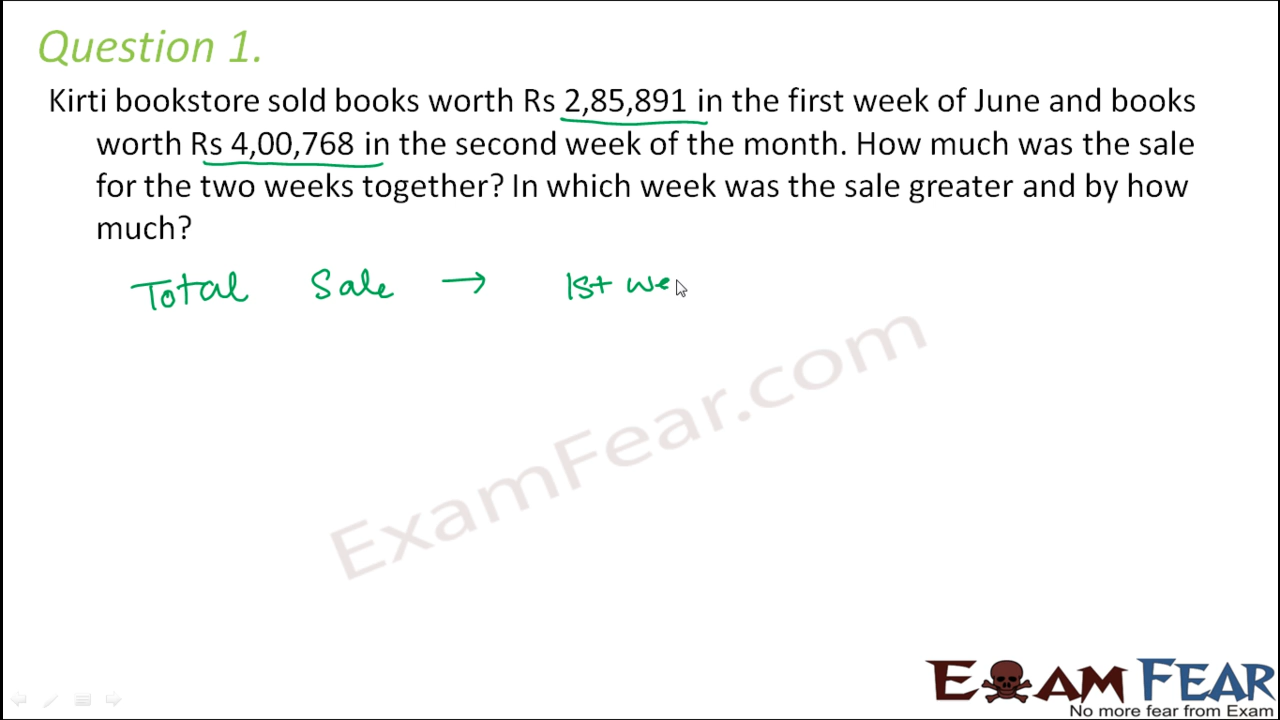 Question 1.
Kirti bookstore sold books worth Rs 2,85,891 in the first week of June and books
worth Rs 4,00,768 in the second week of the month. How much was the sale
for the two weeks together? In which week was the sale greater and by how
much?
Total Sale → 1st we
ExamFear.com
EXAM FEAR
No more fear from Exam